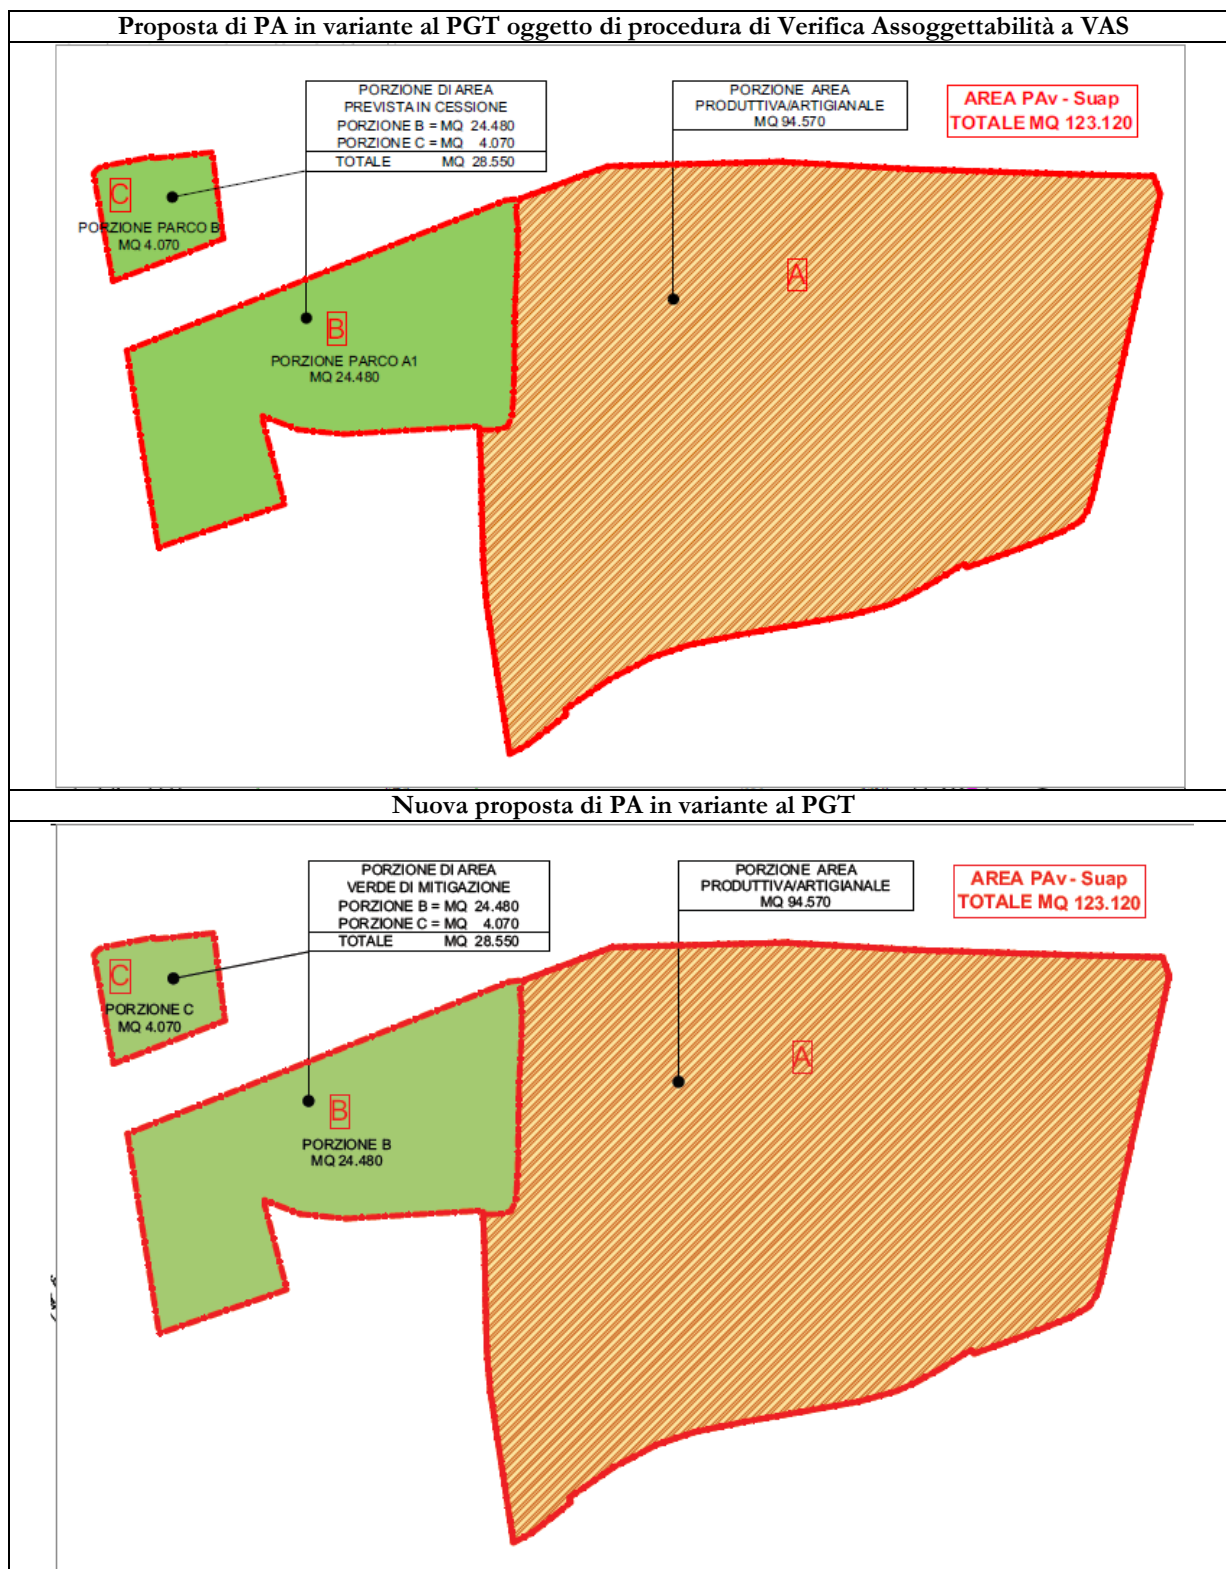 Proposta di PA in variante al PGT oggetto di procedura di Verifica Assoggettabilità a VAS
PORZIONE DI AREA
PREVISTA IN CESSIONE
PORZIONE B = MQ 24.480
PORZIONE C = MQ 4.070
TOTALE MQ 28.550
PORZIONE AREA
PRODUTTIVA/ARTIGIANALE
MQ 94.570
AREA PAv - Suap
TOTALE MQ 123.120
C
PORZIONE PARCO B
MQ 4.070
B
PORZIONE PARCO A1
MQ 24.480
A
Nuova proposta di PA in variante al PGT
PORZIONE DI AREA
VERDE DI MITIGAZIONE
PORZIONE B = MQ 24.480
PORZIONE C = MQ 4.070
TOTALE MQ 28.550
PORZIONE AREA
PRODUTTIVA/ARTIGIANALE
MQ 94.570
AREA PAv - Suap
TOTALE MQ 123.120
C
PORZIONE C
MQ 4.070
B
PORZIONE B
MQ 24.480
A